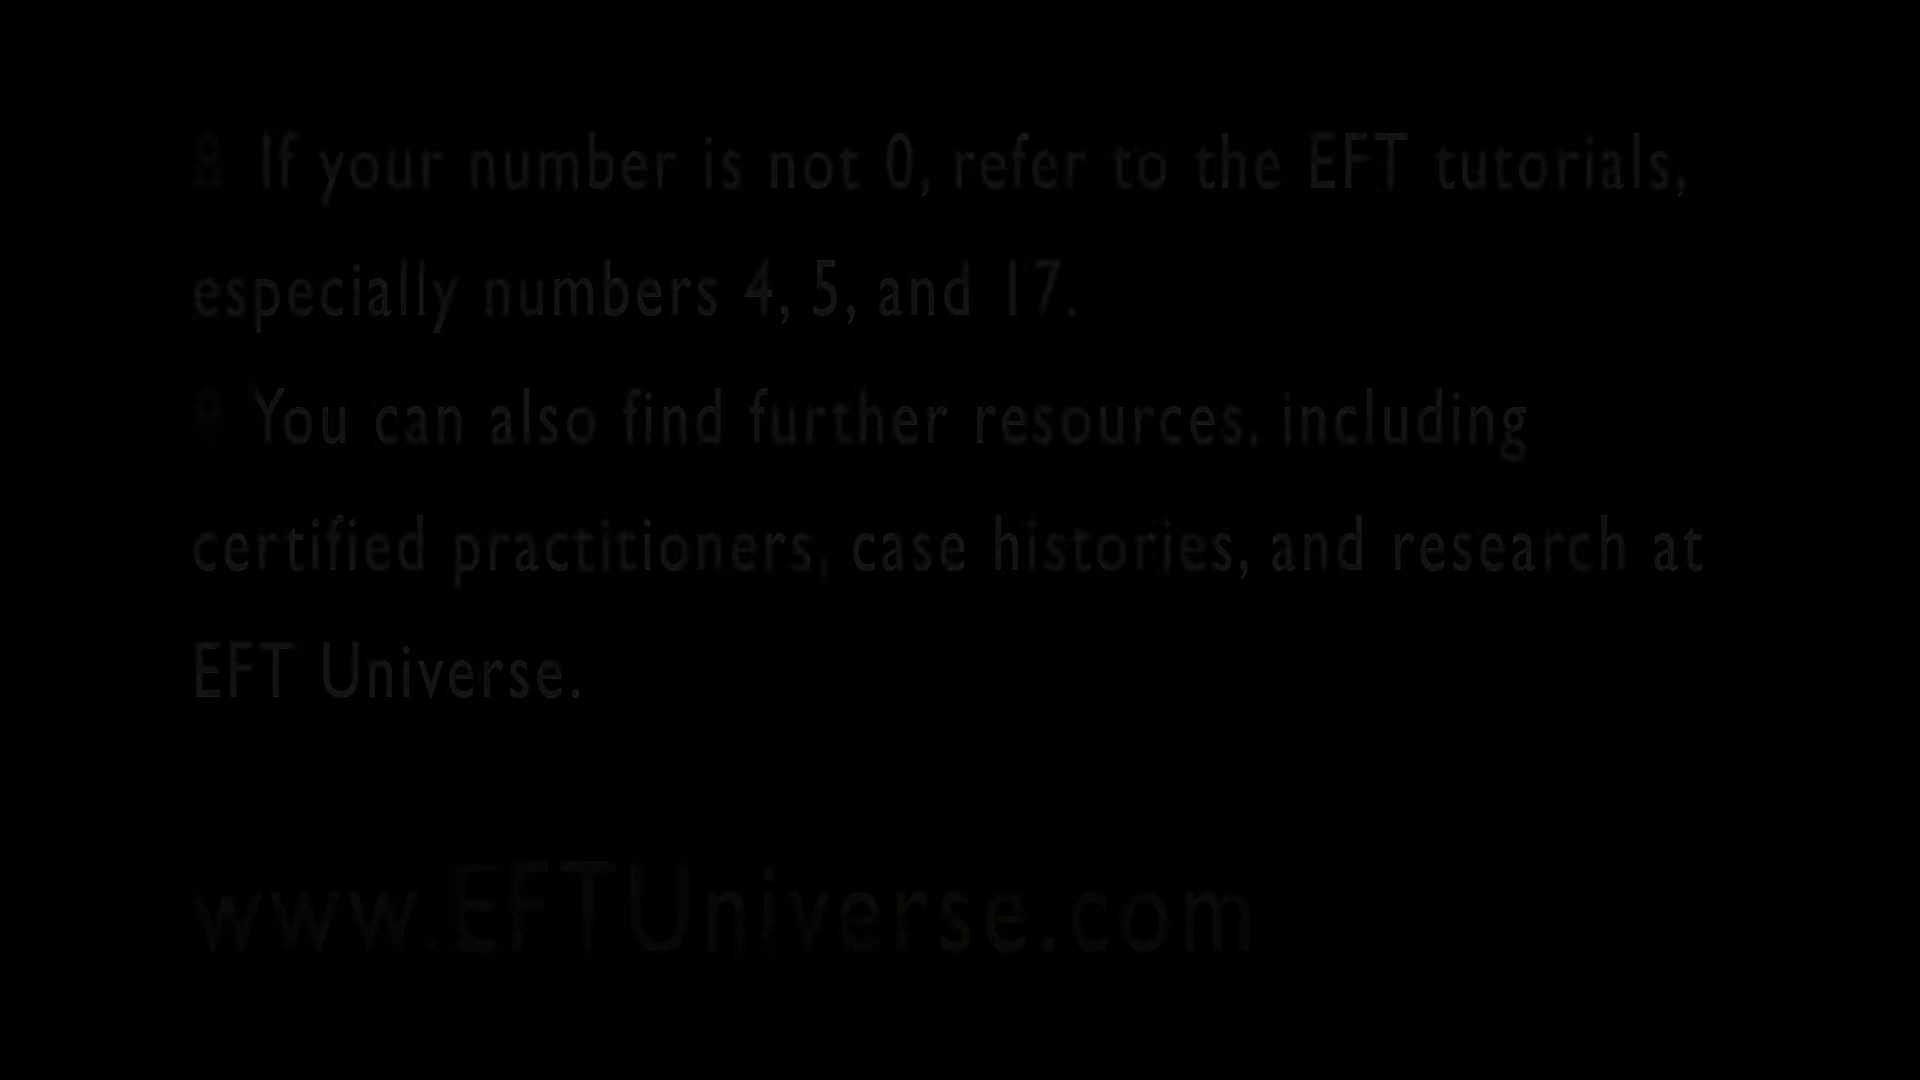 8 If your number is not 0, refer to the EFT tutorials,
especially numbers 4, 5, and 17.
9 You can also find further resources, including
certified practitioners, case histories, and research at
EFT Universe.
www.EFTUniverse.com